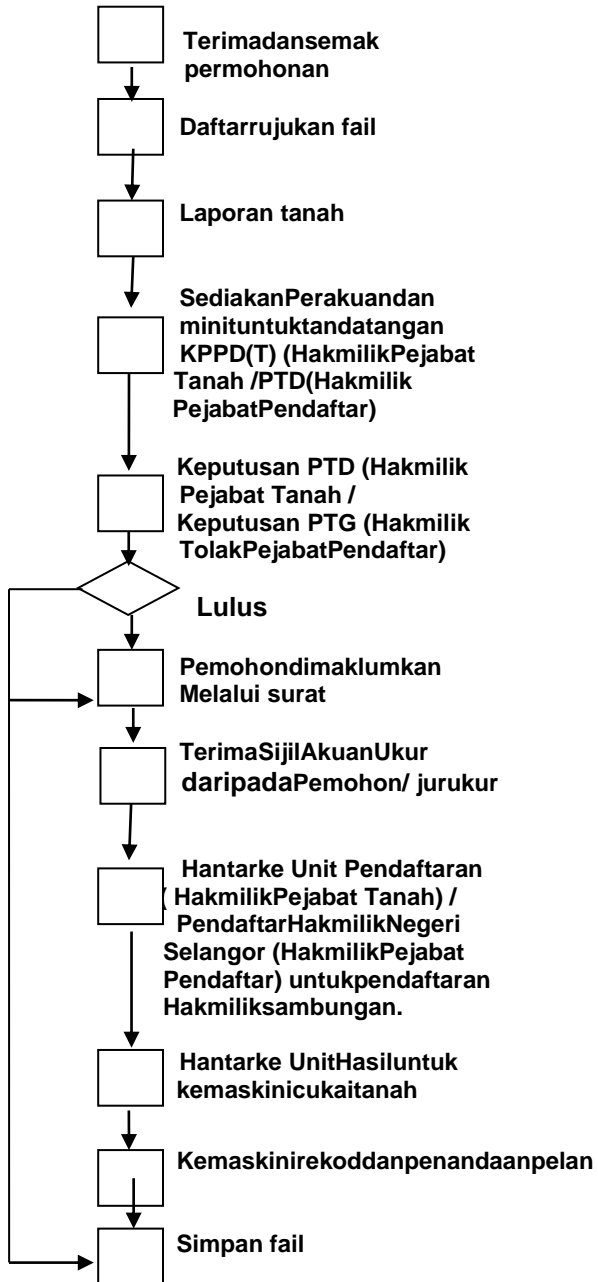 Terimadansemak
permohonan
Daftarrujukan fail
Laporan tanah
SediakanPerakuandan
minituntuktandatangan
KPPD(T) (HakmilikPejabat
Tanah /PTD(Hakmilik
PejabatPendaftar)
Keputusan PTD (Hakmilik
Pejabat Tanah /
Keputusan PTG (Hakmilik
TolakPejabatPendaftar)
Lulus
Pemohondimaklumkan
Melalui surat
TerimaSijilAkuanUkur
daripadaPemohon/ jurukur
Hantarke Unit Pendaftaran
( HakmilikPejabat Tanah) /
PendaftarHakmilikNegeri
Selangor (HakmilikPejabat
Pendaftar) untukpendaftaran
Hakmiliksambungan.
Hantarke UnitHasiluntuk
kemaskinicukaitanah
Kemaskinirekoddanpenandaanpelan
Simpan fail